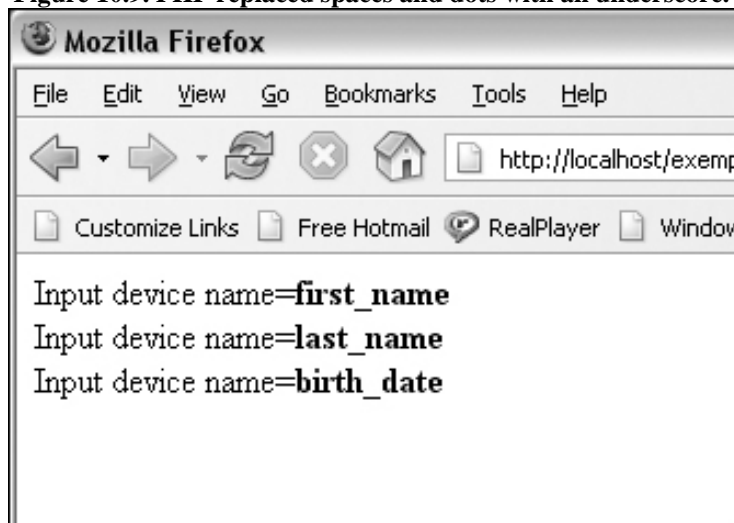 Figure 10.9. PHP replaced spaces and dots with an underscore.
Mozilla Firefox
File Edit View Go Bookmarks Tools Help
http://localhost/exemp
Customize Links Free Hotmail RealPlayer Window
Input device name=first_name
Input device name=last_name
Input device name=birth_date